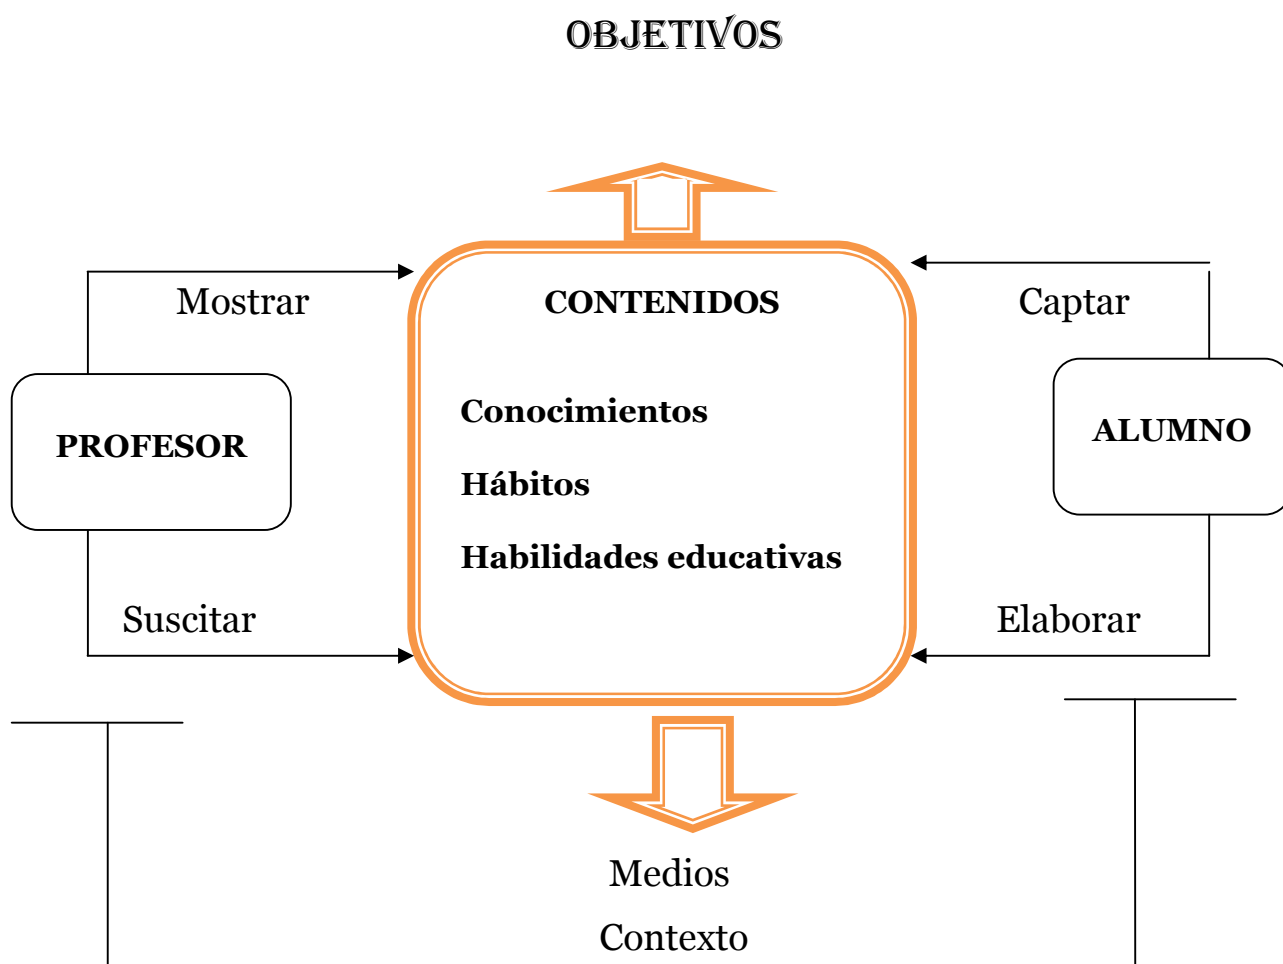 OBJETIVOS
Mostrar
CONTENIDOS
Captar
Conocimientos
PROFESOR
ALUMNO
Hábitos
Habilidades educativas
Suscitar
Elaborar
Medios
Contexto